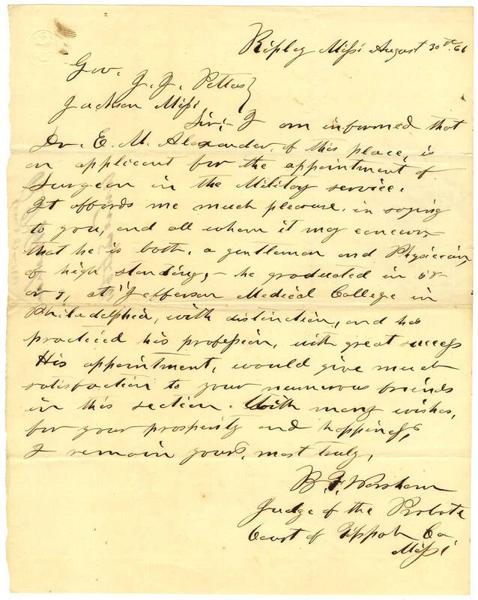 Ripley Missi August 30th. 61
Gov. J. J. Pettus}
Jackson Missi
Sir; I am informed that
Dr. E. M. Alexander, of this place, is
an applicant for the appointment of
Surgeon in the Military service.
It affords me much pleasure, in saying
to you, and all whom it may concern
that he is both, a gentleman and Physician
of high standing,- he graduated in 6 or
7, at Jefferson Medical College in
Philadelphia, with distinction, and has
practiced his profession, with great success
His appointment, would give much
satisfaction to your numerous friends
in this section. With many wishes,
for your prosperity and happiness,
I remain yours, most truly,
B. F. Worsham
Judge of the Probate
Court of Tippah Co.
Missi